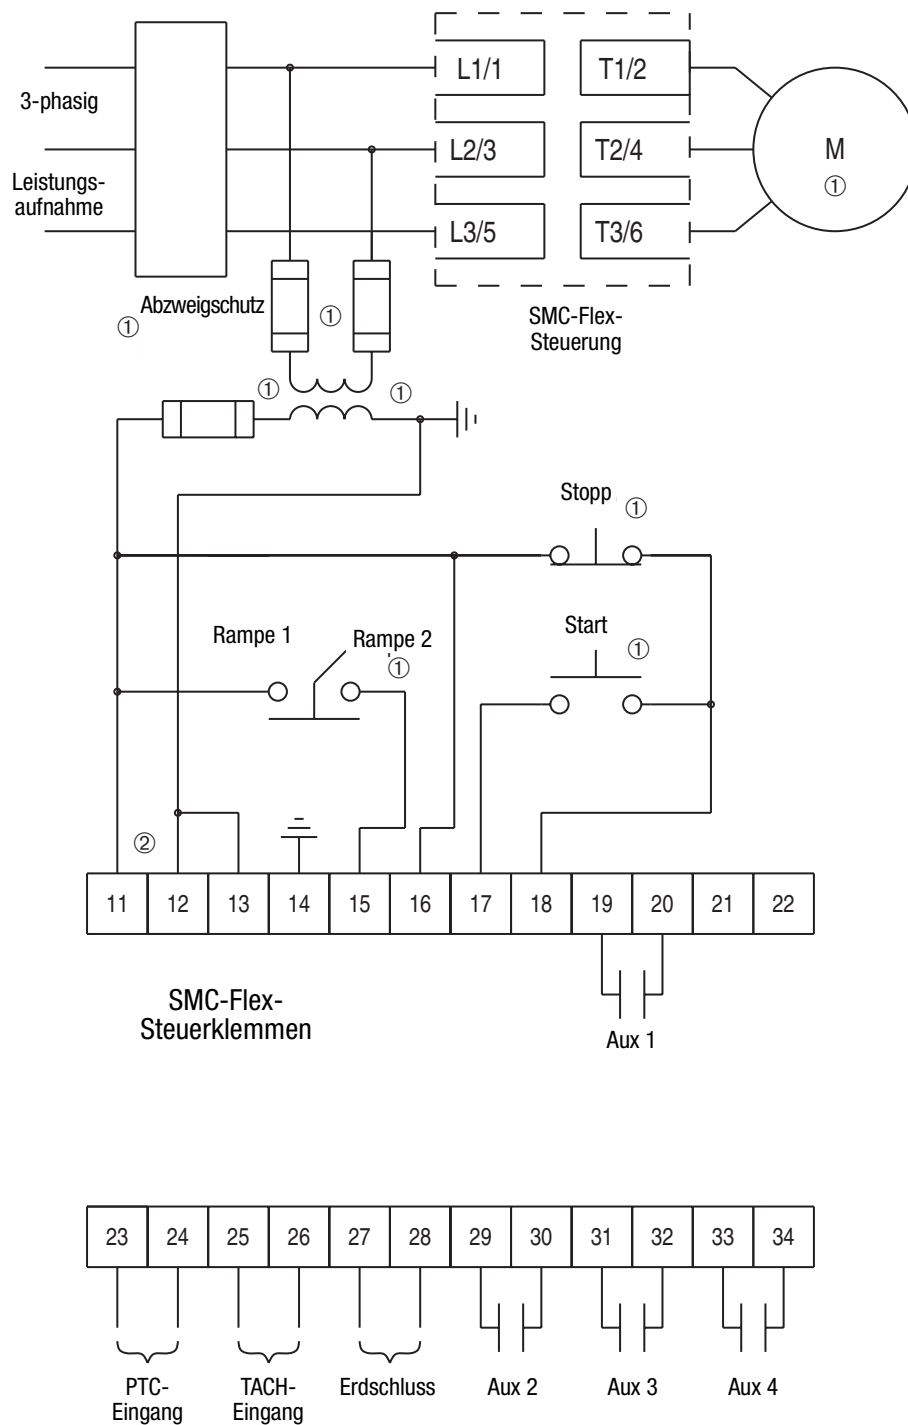 3-phasig
Leistungs-
aufnahme
L1/1
T1/2
L2/3
T2/4
L3/5
T3/6
M
①
① Abzweigschutz
①
SMC-Flex-
Steuerung
①
①
Stopp ①
Start ①
Rampe 1
Rampe 2
①
②
11 12 13 14 15 16 17 18 19 20 21 22
SMC-Flex-
Steuerklemmen
Aux 1
23 24 25 26 27 28 29 30 31 32 33 34
PTC-
Eingang
TACH-
Eingang
Erdschluss
Aux 2
Aux 3
Aux 4